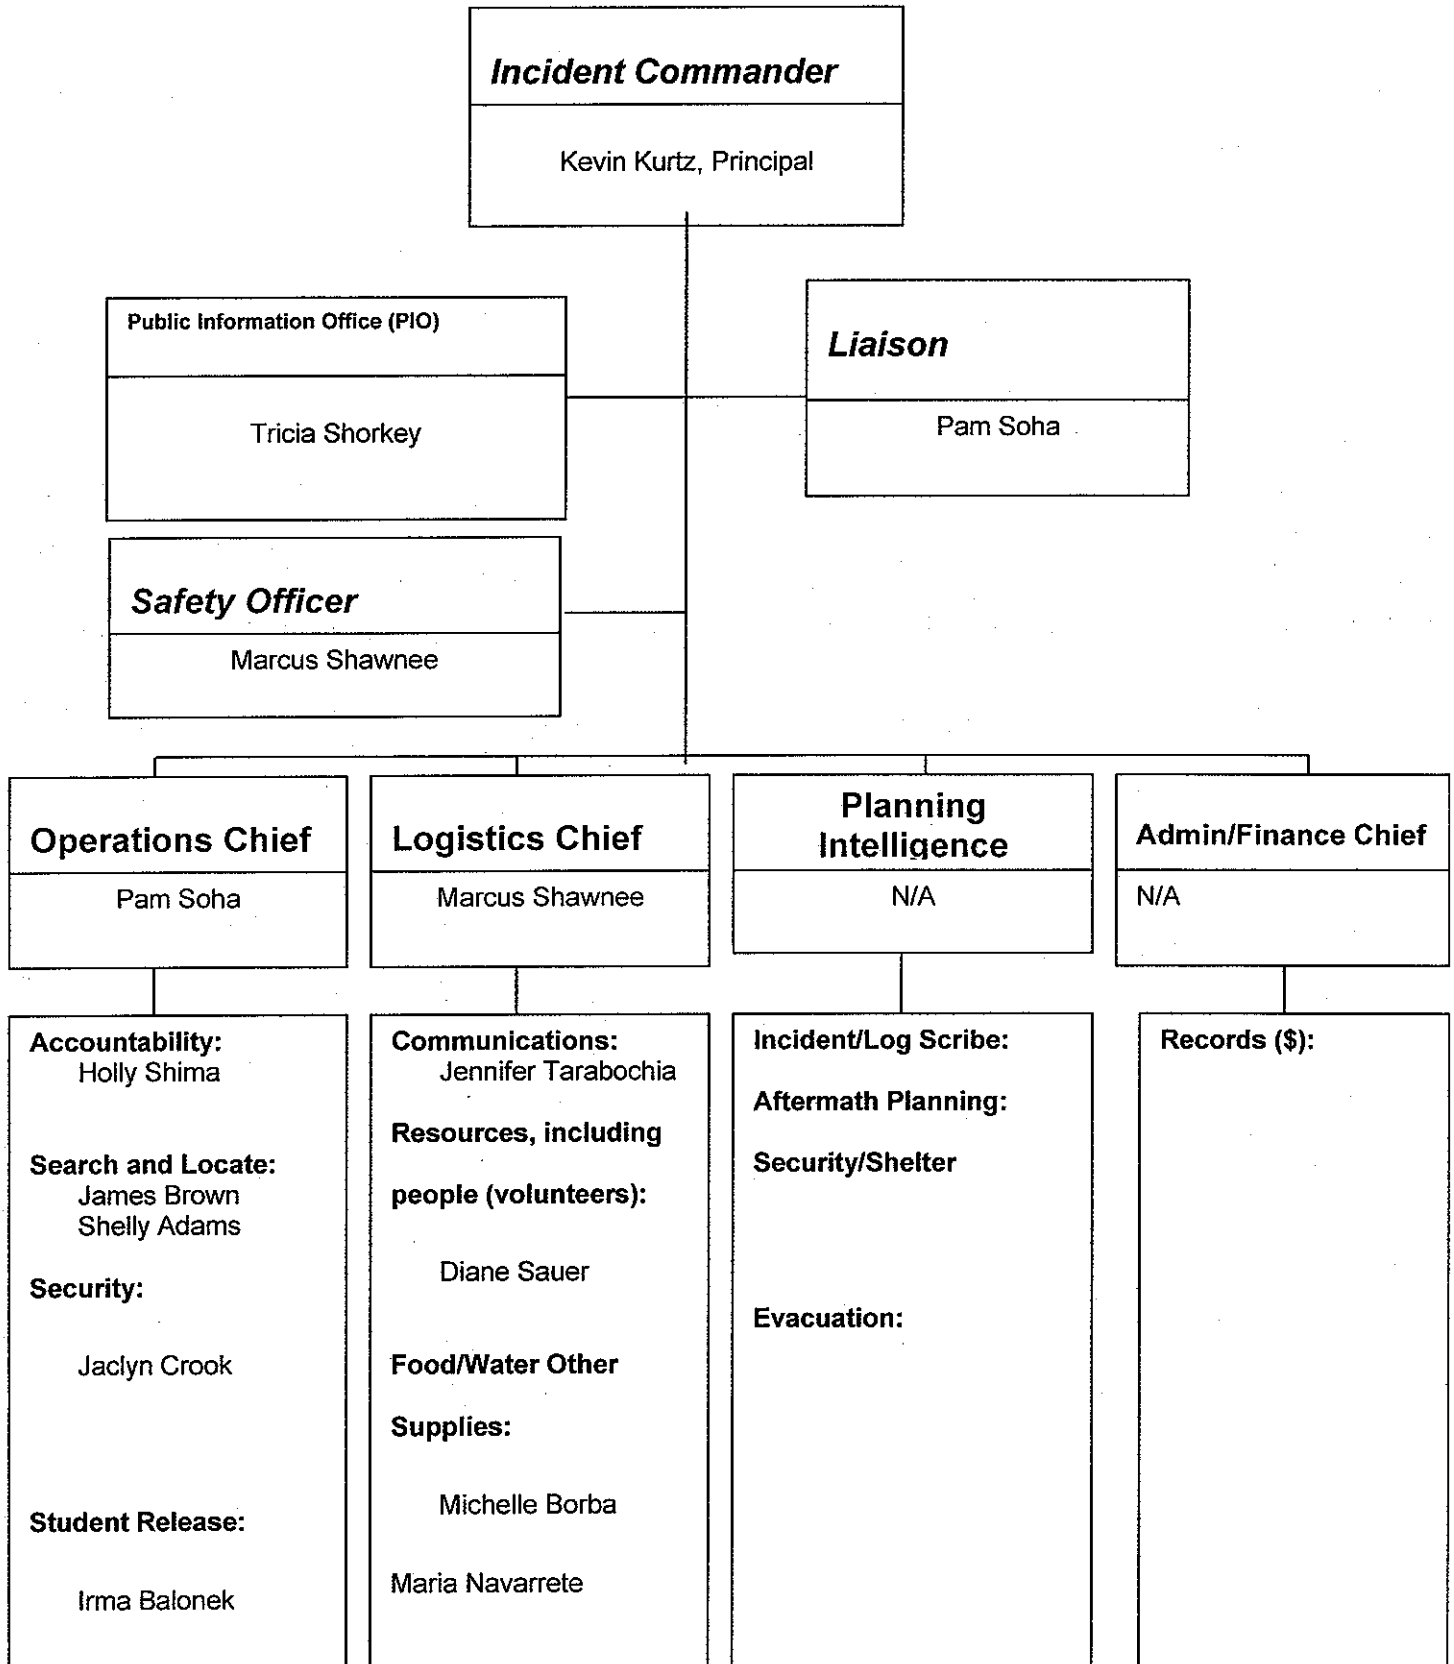 Incident Commander
Kevin Kurtz, Principal
Public Information Office (PIO)
Tricia Shorkey
Liaison
Pam Soha
Safety Officer
Marcus Shawnee
Operations Chief
Pam Soha
Logistics Chief
Marcus Shawnee
Planning
Intelligence
N/A
Admin/Finance Chief
N/A
Accountability:
Holly Shima
Search and Locate:
James Brown
Shelly Adams
Security:
Jaclyn Crook
Student Release:
Irma Balonek
Communications:
Jennifer Tarabochia
Resources, including
people (volunteers):
Diane Sauer
Food/Water Other
Supplies:
Michelle Borba
Maria Navarrete
Incident/Log Scribe:
Aftermath Planning:
Security/Shelter
Evacuation:
Records ($):